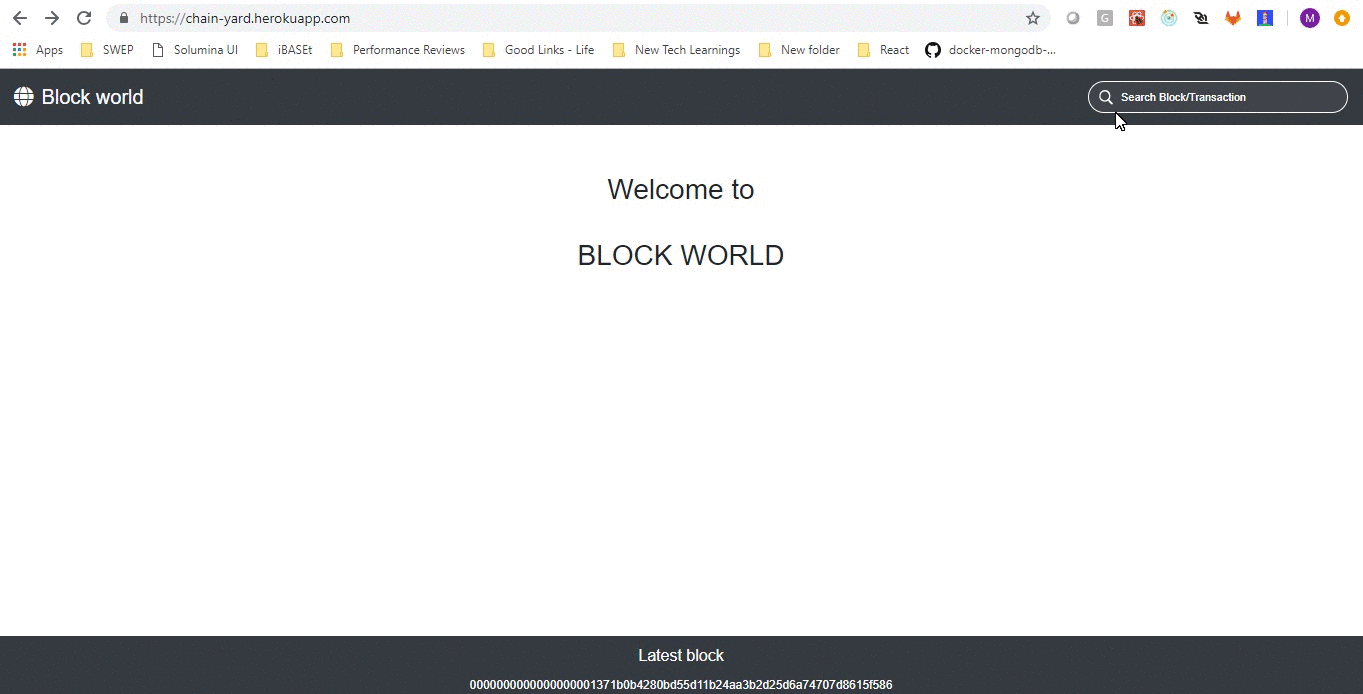 https://chain-yard.herokuapp.com
G
M
Apps SWEP Solumina UI iBASEt Performance Reviews Good Links - Life New Tech Learnings New folder React docker-mongodb-...
Block world
Search Block/Transaction
Welcome to
BLOCK WORLD
Latest block
0000000000000000001371b0b4280bd55d11b24aa3b2d25d6a74707d8615f586